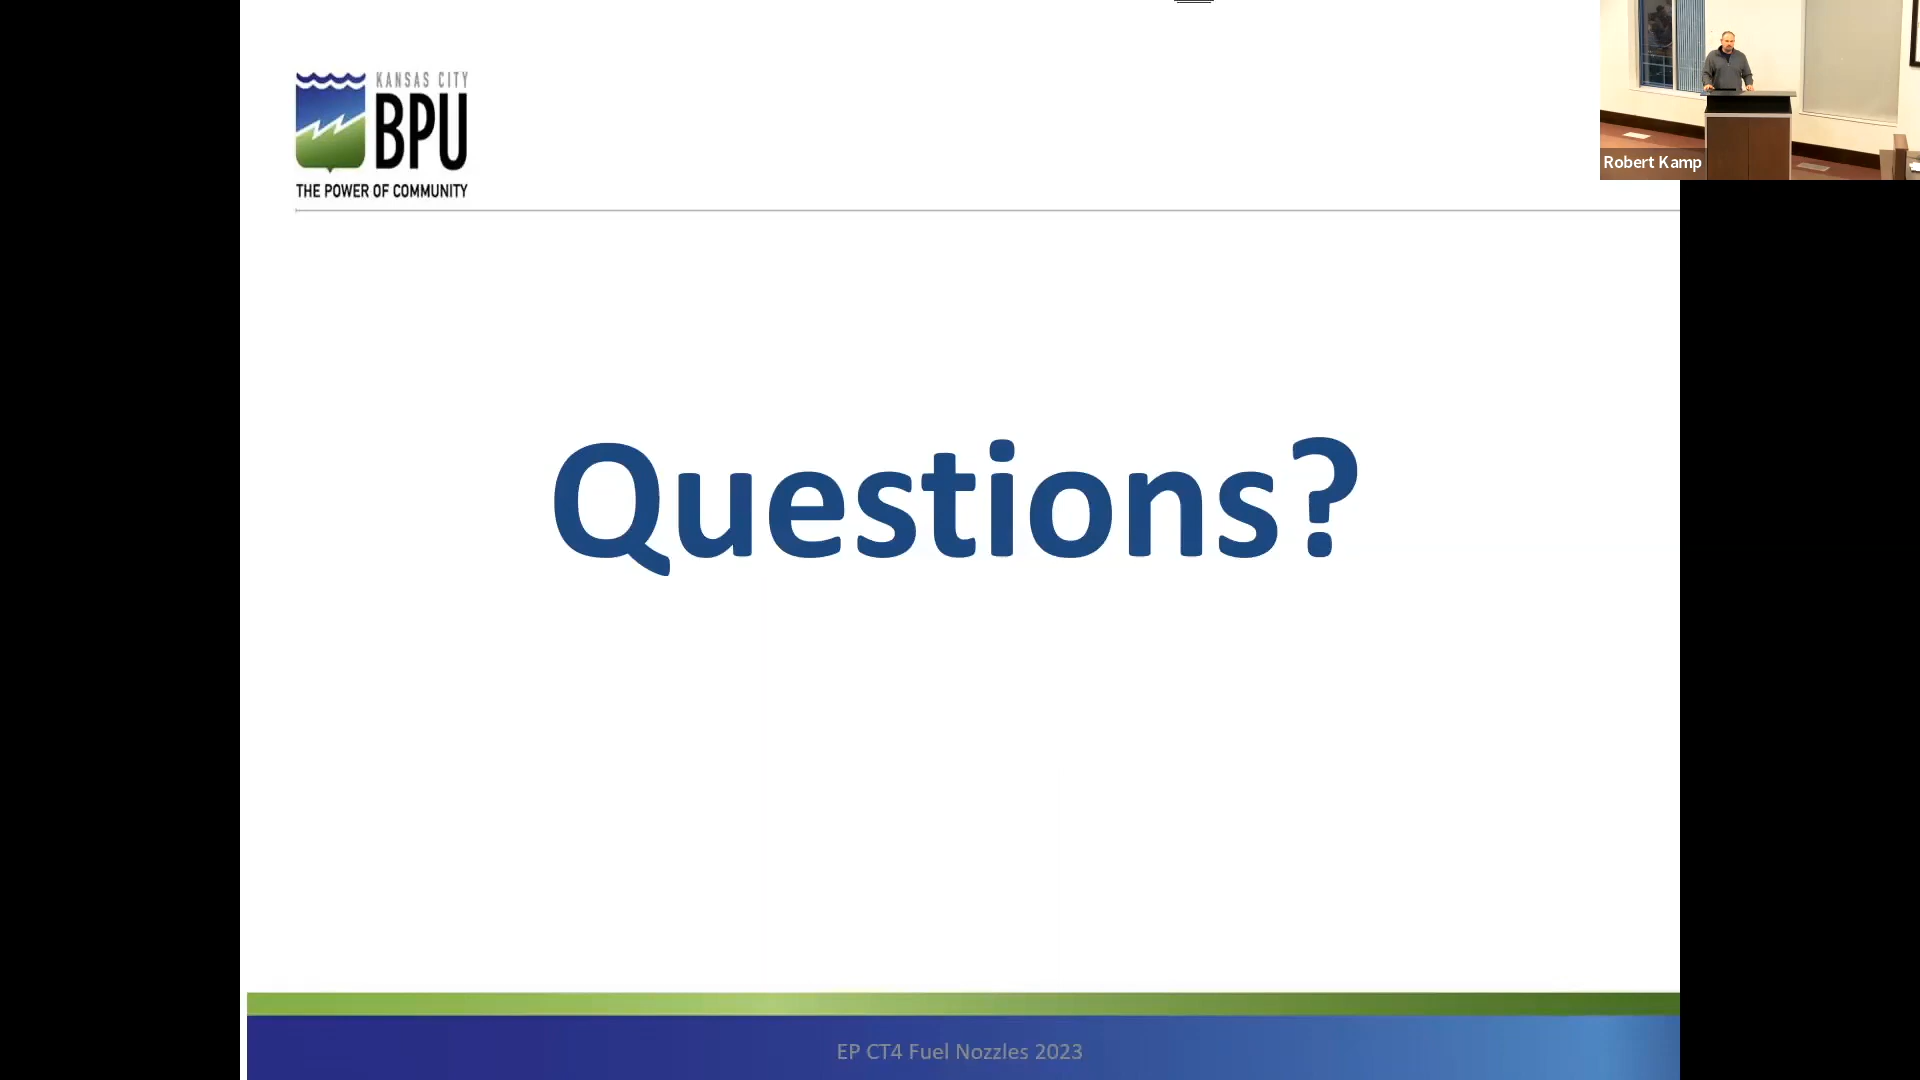 KANSAS CITY
BPU
THE POWER OF COMMUNITY
Robert Kamp
Questions?
EP CT4 Fuel Nozzles 2023